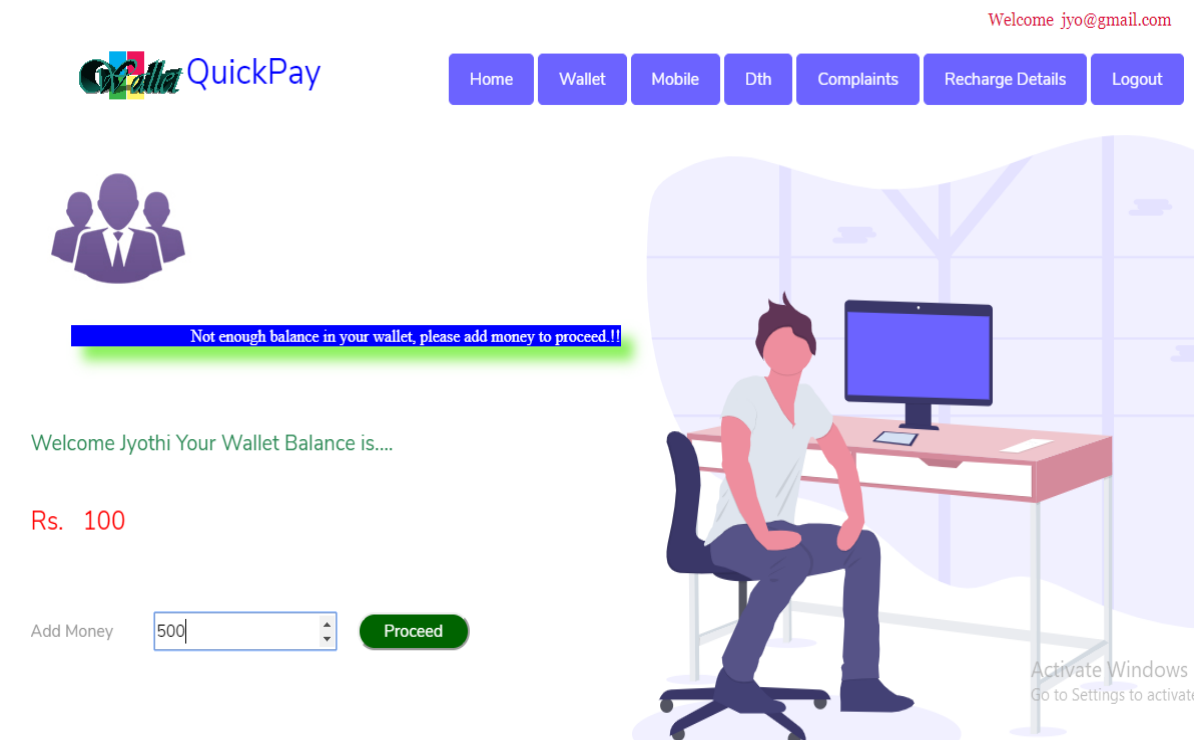 Welcome jyo@gmail.com
Wallet QuickPay
Home Wallet Mobile Dth Complaints Recharge Details Logout
Not enough balance in your wallet, please add money to proceed.!!
Welcome Jyothi Your Wallet Balance is....
Rs. 100
Add Money 500 Proceed
Activate Windows
Go to Settings to activate